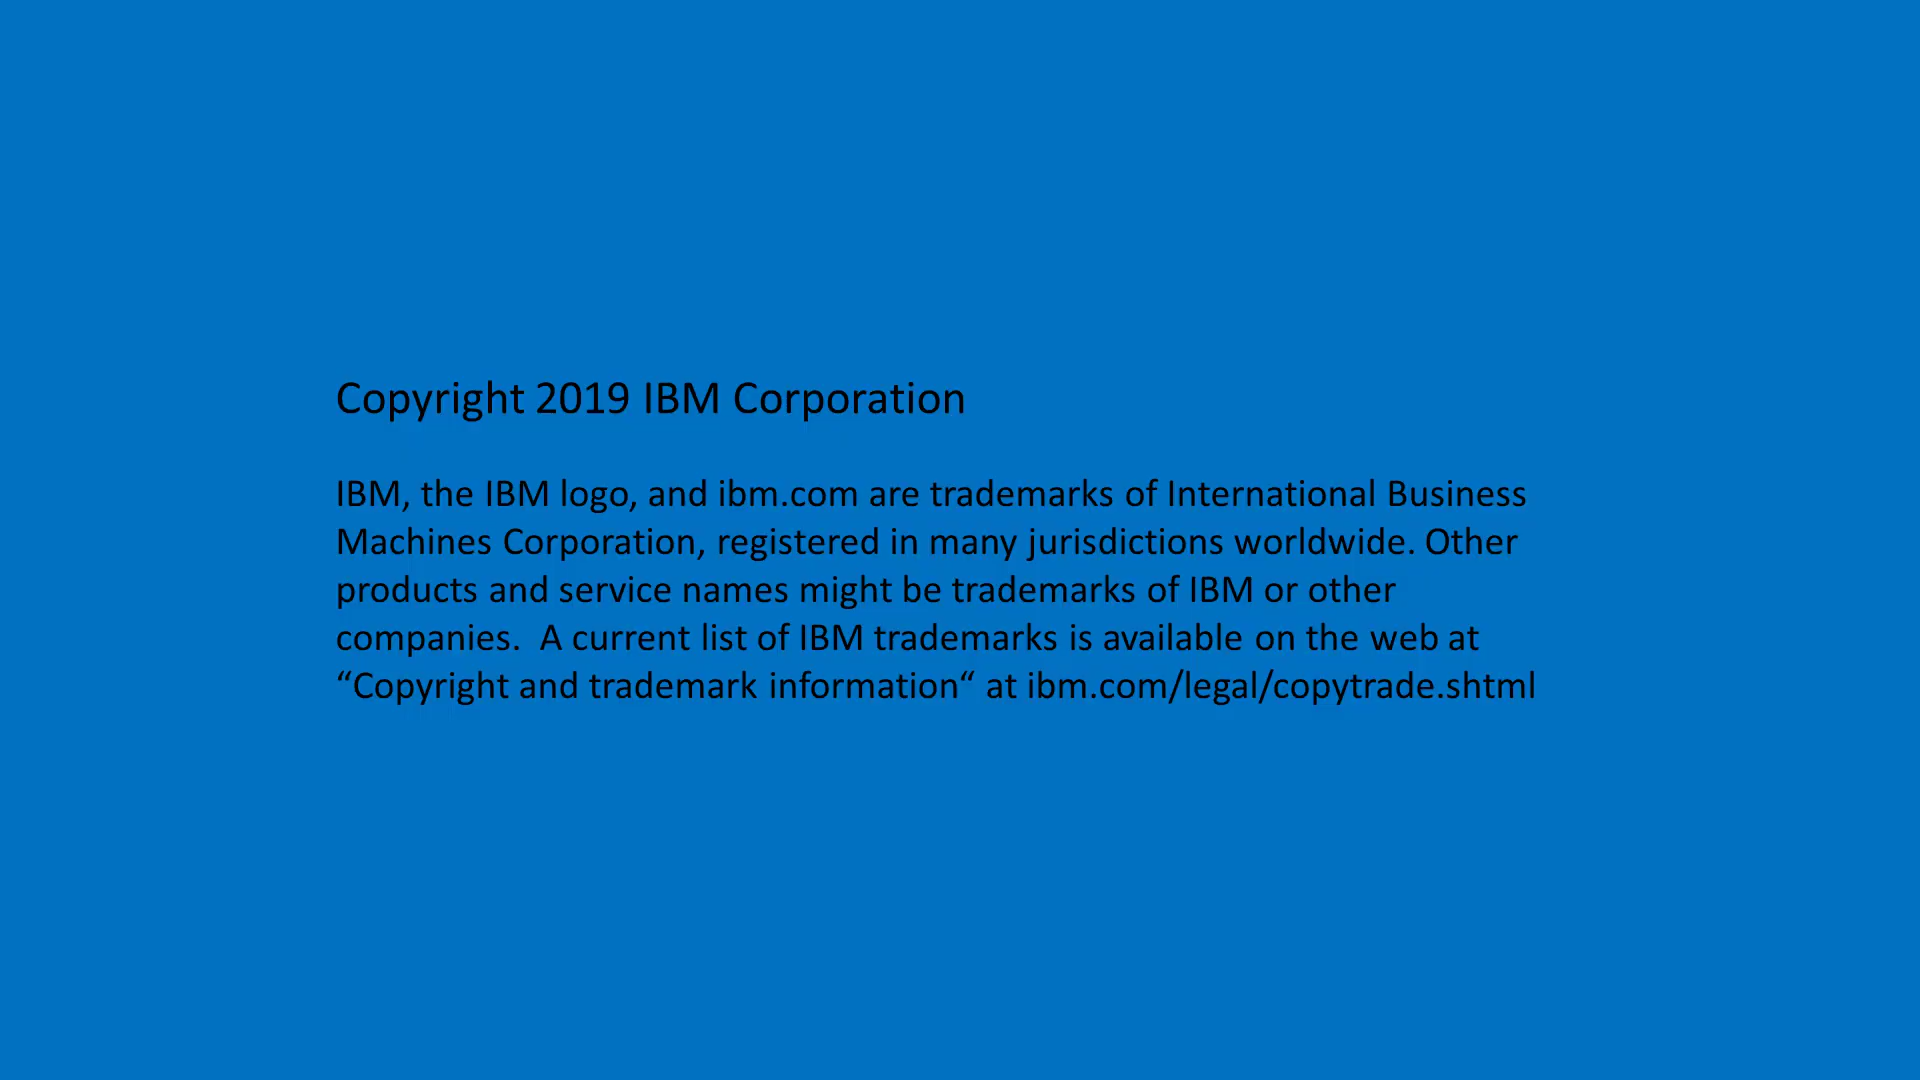 Copyright 2019 IBM Corporation
IBM, the IBM logo, and ibm.com are trademarks of International Business
Machines Corporation, registered in many jurisdictions worldwide. Other
products and service names might be trademarks of IBM or other
companies.  A current list of IBM trademarks is available on the web at
“Copyright and trademark information“ at ibm.com/legal/copytrade.shtml